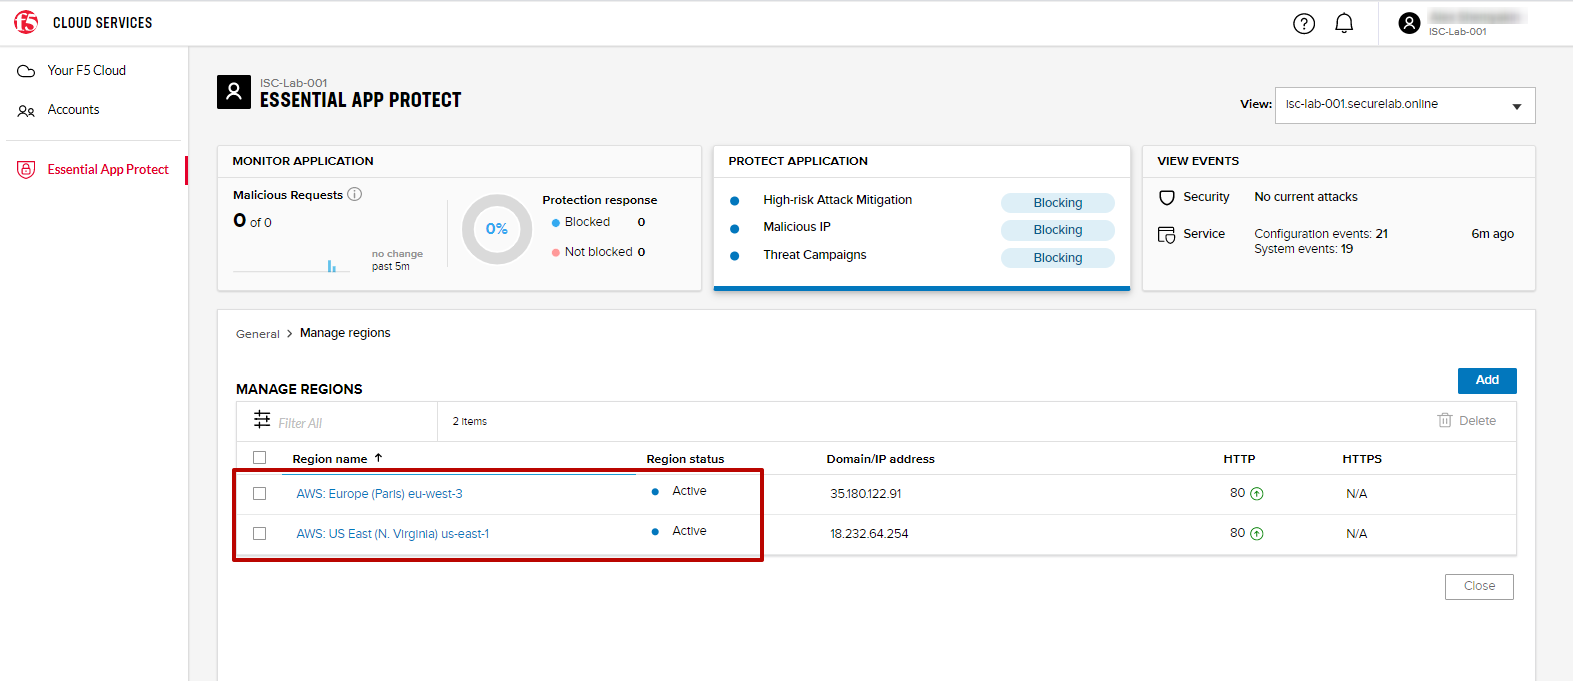 f5 CLOUD SERVICES
ISC-Lab-001
Your F5 Cloud
Accounts
Essential App Protect
ISC-Lab-001
ESSENTIAL APP PROTECT
View: isc-lab-001.securelab.online
MONITOR APPLICATION
Malicious Requests
0 of 0
no change
past 5m
0%
Protection response
Blocked 0
Not blocked 0
PROTECT APPLICATION
High-risk Attack Mitigation Blocking
Malicious IP Blocking
Threat Campaigns Blocking
VIEW EVENTS
Security No current attacks
Service Configuration events: 21 6m ago
System events: 19
General > Manage regions
MANAGE REGIONS
Add
Filter All 2 Items Delete
Region name ↑ Region status Domain/IP address HTTP HTTPS
AWS: Europe (Paris) eu-west-3 Active 35.180.122.91 80 N/A
AWS: US East (N. Virginia) us-east-1 Active 18.232.64.254 80 N/A
Close